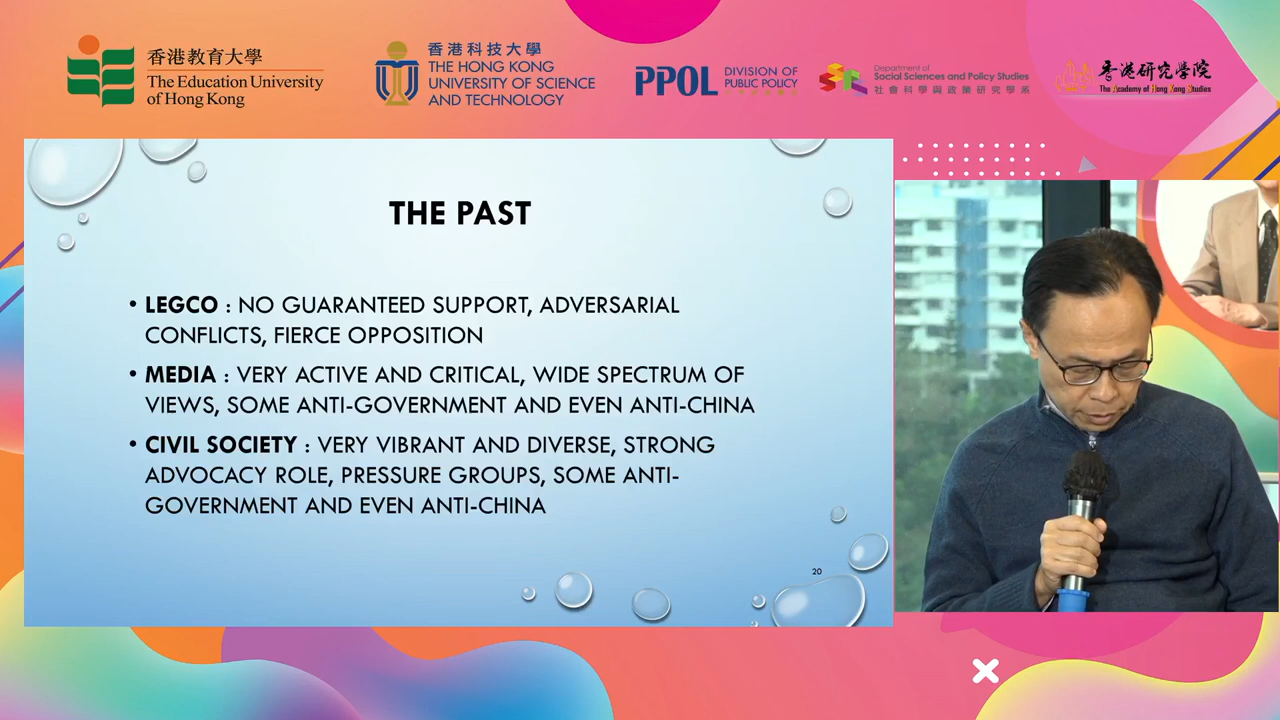 香港教育大學
The Education University
of Hong Kong
香港科技大學
THE HONG KONG
UNIVERSITY OF SCIENCE
AND TECHNOLOGY
PPOL
DIVISION OF
PUBLIC POLICY
Department of
Social Sciences and Policy Studies
社會科學與政策研究學系
香港研究學院
The Academy of Hong Kong Studies
THE PAST
• LEGCO : NO GUARANTEED SUPPORT, ADVERSARIAL
CONFLICTS, FIERCE OPPOSITION
• MEDIA : VERY ACTIVE AND CRITICAL, WIDE SPECTRUM OF
VIEWS, SOME ANTI-GOVERNMENT AND EVEN ANTI-CHINA
• CIVIL SOCIETY : VERY VIBRANT AND DIVERSE, STRONG
ADVOCACY ROLE, PRESSURE GROUPS, SOME ANTI-
GOVERNMENT AND EVEN ANTI-CHINA
20